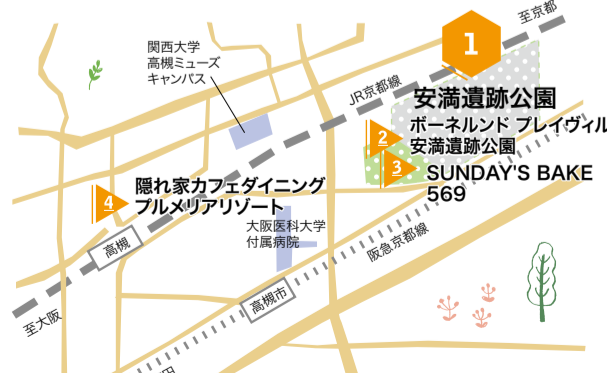 至京都
1
関西大学
高槻ミューズ
キャンパス
JR京都線
安満遺跡公園
2
ボーネルンド プレイヴィル
安満遺跡公園
3
SUNDAY'S BAKE
569
4
隠れ家カフェダイニング
プルメリアリゾート
大阪医科大学
付属病院
高槻
阪急京都線
高槻市
至大阪